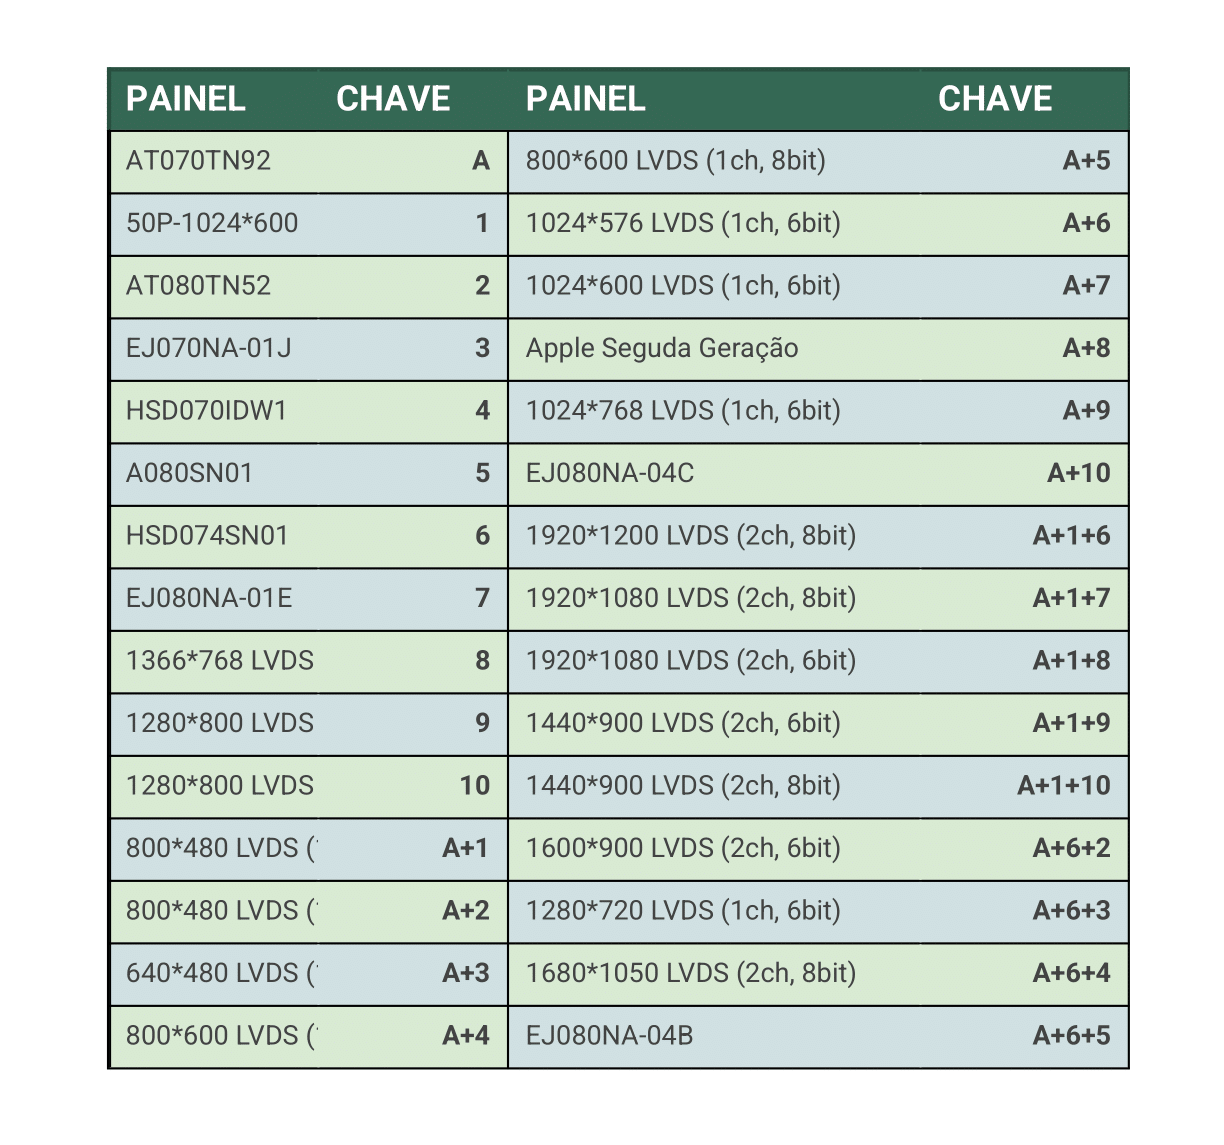 PAINEL CHAVE PAINEL CHAVE
AT070TN92 A 800*600 LVDS (1ch, 8bit) A+5
50P-1024*600 1 1024*576 LVDS (1ch, 6bit) A+6
AT080TN52 2 1024*600 LVDS (1ch, 6bit) A+7
EJ070NA-01J 3 Apple Seguda Geração A+8
HSD070IDW1 4 1024*768 LVDS (1ch, 6bit) A+9
A080SN01 5 EJ080NA-04C A+10
HSD074SN01 6 1920*1200 LVDS (2ch, 8bit) A+1+6
EJ080NA-01E 7 1920*1080 LVDS (2ch, 8bit) A+1+7
1366*768 LVDS 8 1920*1080 LVDS (2ch, 6bit) A+1+8
1280*800 LVDS 9 1440*900 LVDS (2ch, 6bit) A+1+9
1280*800 LVDS 10 1440*900 LVDS (2ch, 8bit) A+1+10
800*480 LVDS ( A+1 1600*900 LVDS (2ch, 6bit) A+6+2
800*480 LVDS ( A+2 1280*720 LVDS (1ch, 6bit) A+6+3
640*480 LVDS ( A+3 1680*1050 LVDS (2ch, 8bit) A+6+4
800*600 LVDS ( A+4 EJ080NA-04B A+6+5